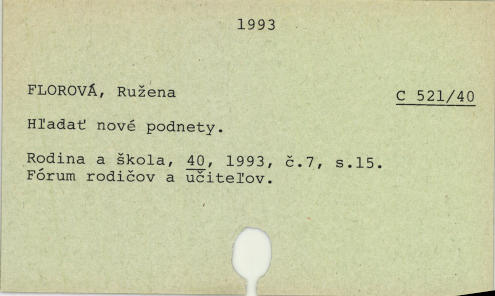 1993
FLOROVÁ, Ružena
C 521/40
Hľadať nové podnety.
Rodina a škola, 40, 1993, č.7, s.15.
Fórum rodičov a učiteľov.